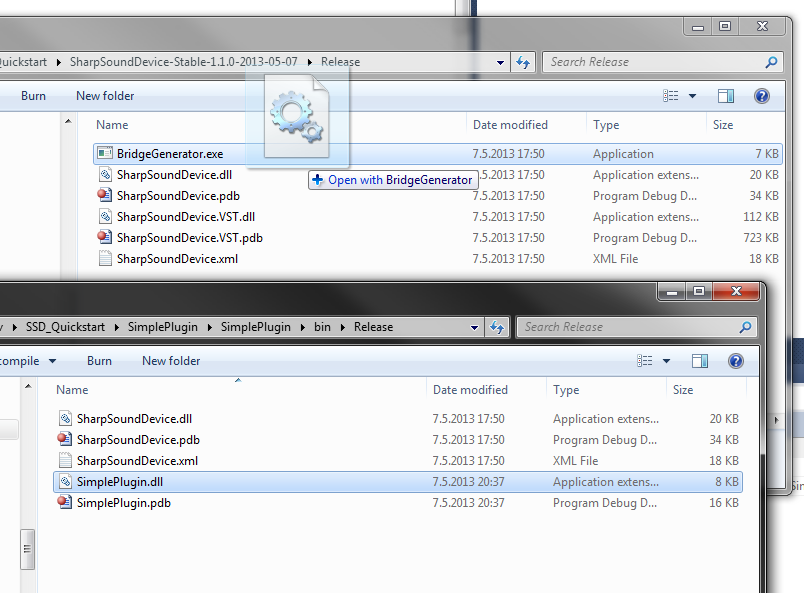 uickstart ▸ SharpSoundDevice-Stable-1.1.0-2013-05-07 ▸ Release
Search Release
Burn New folder
Name Date modified Type Size
BridgeGenerator.exe 7.5.2013 17:50 Application 7 KB
SharpSoundDevice.dll 7.5.2013 17:50 Application extens... 20 KB
Open with BridgeGenerator
SharpSoundDevice.pdb 7.5.2013 17:50 Program Debug D... 34 KB
SharpSoundDevice.VST.dll 7.5.2013 17:50 Application extens... 112 KB
SharpSoundDevice.VST.pdb 7.5.2013 17:50 Program Debug D... 723 KB
SharpSoundDevice.xml 7.5.2013 17:50 XML File 18 KB
y ▸ SSD_Quickstart ▸ SimplePlugin ▸ SimplePlugin ▸ bin ▸ Release
Search Release
compile Burn New folder
Name Date modified Type Size
SharpSoundDevice.dll 7.5.2013 17:50 Application extens... 20 KB
SharpSoundDevice.pdb 7.5.2013 17:50 Program Debug D... 34 KB
SharpSoundDevice.xml 7.5.2013 17:50 XML File 18 KB
SimplePlugin.dll 7.5.2013 20:37 Application extens... 8 KB
SimplePlugin.pdb 7.5.2013 20:37 Program Debug D... 16 KB